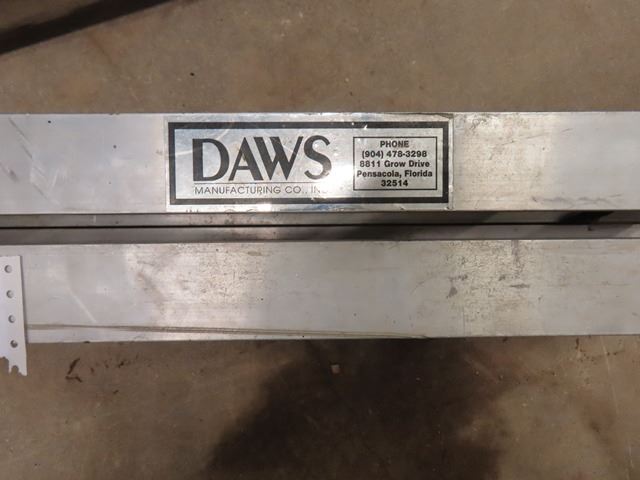 DAWS
MANUFACTURING CO., INC.
PHONE
(904) 478-3298
8811 Grow Drive
Pensacola, Florida
32514